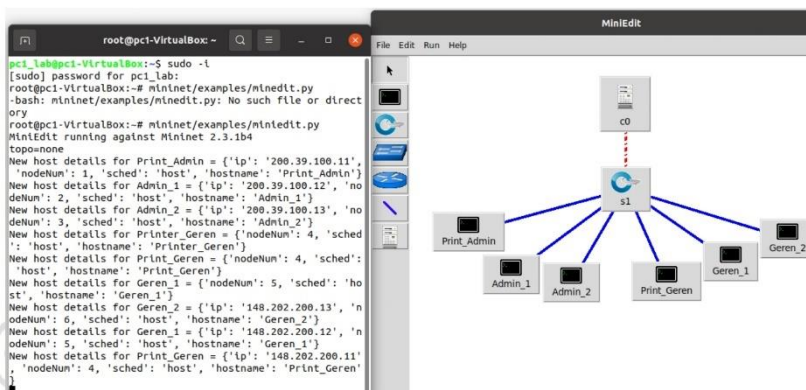 root@pc1-VirtualBox: ~
pc1_lab@pc1-VirtualBox:~$ sudo -i
[sudo] password for pc1_lab:
root@pc1-VirtualBox:~# mininet/examples/minedit.py
-bash: mininet/examples/minedit.py: No such file or direct
ory
root@pc1-VirtualBox:~# mininet/examples/miniedit.py
MiniEdit running against Mininet 2.3.1b4
topo=none
New host details for Print_Admin = {'ip': '200.39.100.11',
'nodeNum': 1, 'sched': 'host', 'hostname': 'Print_Admin'}
New host details for Admin_1 = {'ip': '200.39.100.12', 'no
deNum': 2, 'sched': 'host', 'hostname': 'Admin_1'}
New host details for Admin_2 = {'ip': '200.39.100.13', 'no
deNum': 3, 'sched': 'host', 'hostname': 'Admin_2'}
New host details for Printer_Geren = {'nodeNum': 4, 'sched
': 'host', 'hostname': 'Printer_Geren'}
New host details for Print_Geren = {'nodeNum': 4, 'sched':
'host', 'hostname': 'Print_Geren'}
New host details for Geren_1 = {'nodeNum': 5, 'sched': 'ho
st', 'hostname': 'Geren_1'}
New host details for Geren_2 = {'ip': '148.202.200.13', 'n
odeNum': 6, 'sched': 'host', 'hostname': 'Geren_2'}
New host details for Geren_1 = {'ip': '148.202.200.12', 'n
odeNum': 5, 'sched': 'host', 'hostname': 'Geren_1'}
New host details for Print_Geren = {'ip': '148.202.200.11'
, 'nodeNum': 4, 'sched': 'host', 'hostname': 'Print_Geren'
}
MiniEdit
File Edit Run Help
c0
s1
Print_Admin
Admin_1
Admin_2
Print_Geren
Geren_1
Geren_2